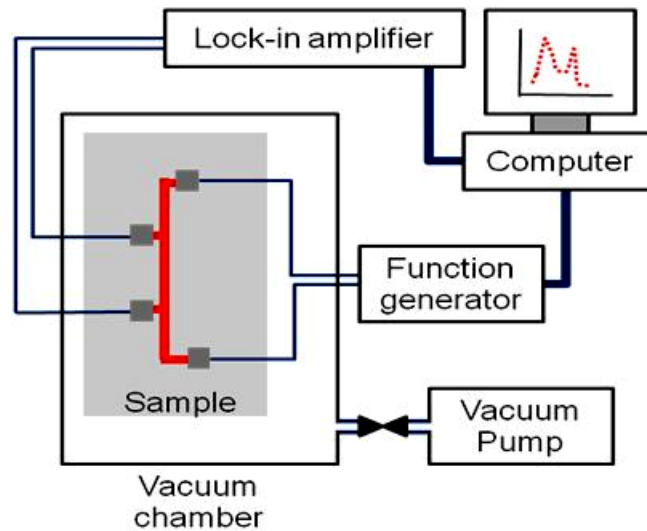 Lock-in amplifier
Computer
Function
generator
Sample
Vacuum
Pump
Vacuum
chamber